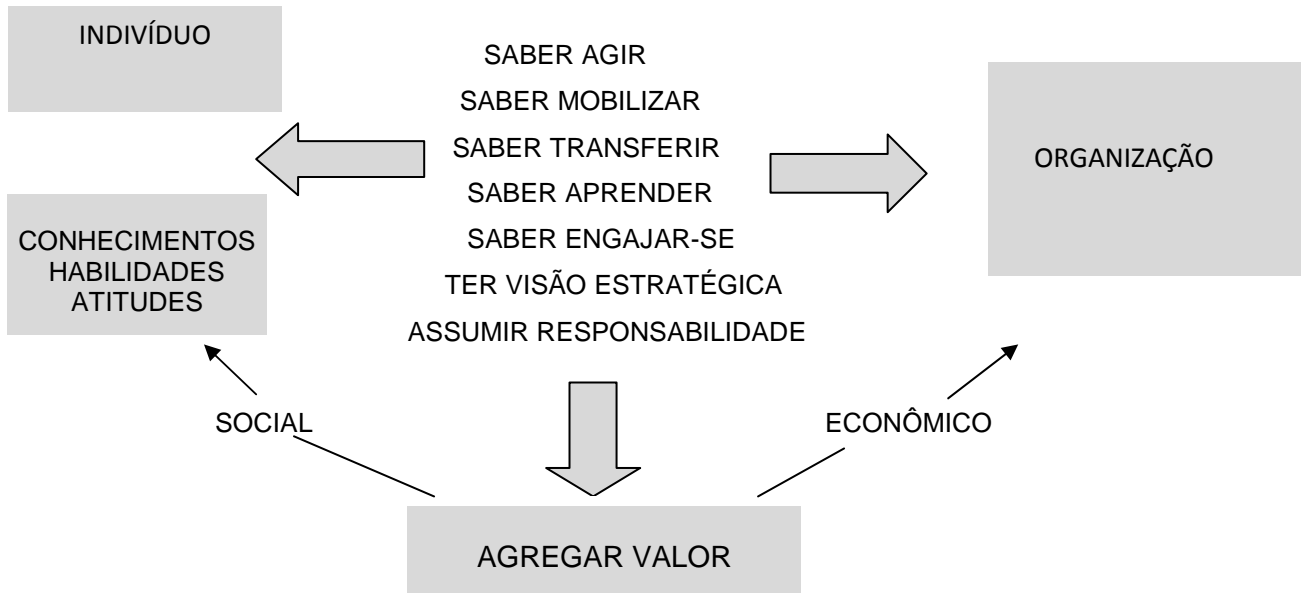 INDIVÍDUO
CONHECIMENTOS
HABILIDADES
ATITUDES
SABER AGIR
SABER MOBILIZAR
SABER TRANSFERIR
SABER APRENDER
SABER ENGAJAR-SE
TER VISÃO ESTRATÉGICA
ASSUMIR RESPONSABILIDADE
ORGANIZAÇÃO
SOCIAL
ECONÔMICO
AGREGAR VALOR